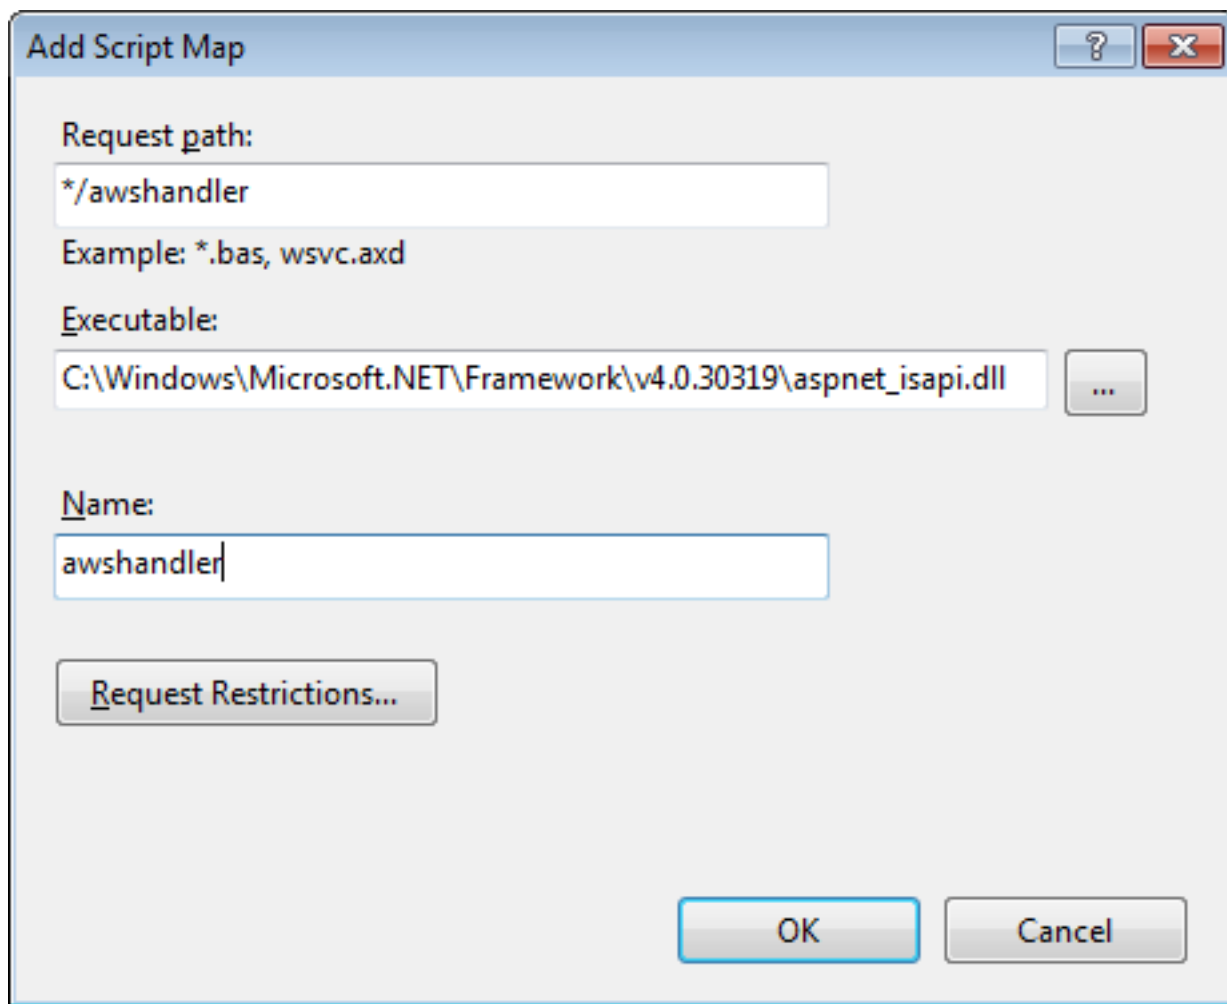 Add Script Map
?
Request path:
*/awshandler
Example: *.bas, wsvc.axd
Executable:
C:\Windows\Microsoft.NET\Framework\v4.0.30319\aspnet_isapi.dll
...
Name:
awshandler
Request Restrictions...
OK
Cancel